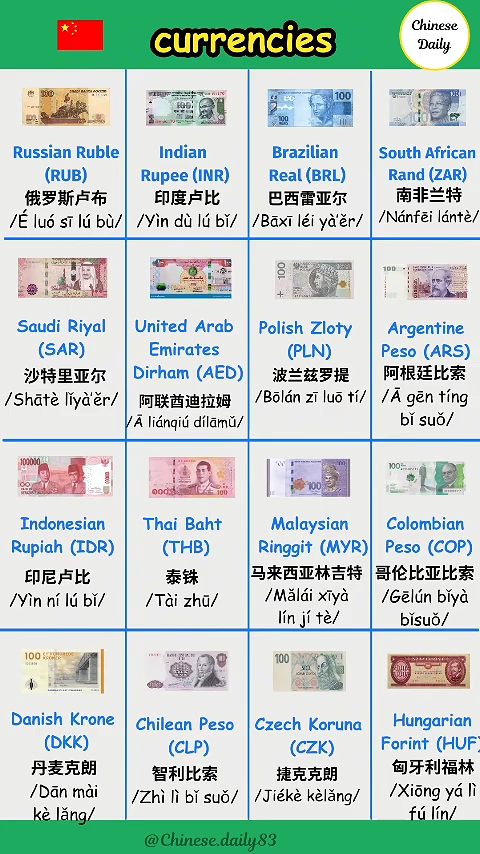 currencies
Chinese
Daily
Russian Ruble
(RUB)
俄罗斯卢布
/É luó sī lú bù/
Indian
Rupee (INR)
印度卢比
/Yìn dù lú bǐ/
Brazilian
Real (BRL)
巴西雷亚尔
/Bāxī léi yà'ěr/
South African
Rand (ZAR)
南非兰特
/Nánfēi lántè/
Saudi Riyal
(SAR)
沙特里亚尔
/Shātè lǐyà'ěr/
United Arab
Emirates
Dirham (AED)
阿联酋迪拉姆
/Ā liánqiú dílāmǔ/
Polish Zloty
(PLN)
波兰兹罗提
/Bōlán zī luō tí/
Argentine
Peso (ARS)
阿根廷比索
/Ā gēn tíng
bǐ suǒ/
Indonesian
Rupiah (IDR)
印尼卢比
/Yìn ní lú bǐ/
Thai Baht
(THB)
泰铢
/Tài zhū/
Malaysian
Ringgit (MYR)
马来西亚林吉特
/Mǎlái xīyà
lín jí tè/
Colombian
Peso (COP)
哥伦比亚比索
/Gēlún bǐyà
bǐsuǒ/
Danish Krone
(DKK)
丹麦克朗
/Dān mài
kè lǎng/
Chilean Peso
(CLP)
智利比索
/Zhì lì bǐ suǒ/
Czech Koruna
(CZK)
捷克克朗
/Jiékè kèlǎng/
Hungarian
Forint (HUF)
匈牙利福林
/Xiōng yá lì
fú lín/
@Chinese.daily83